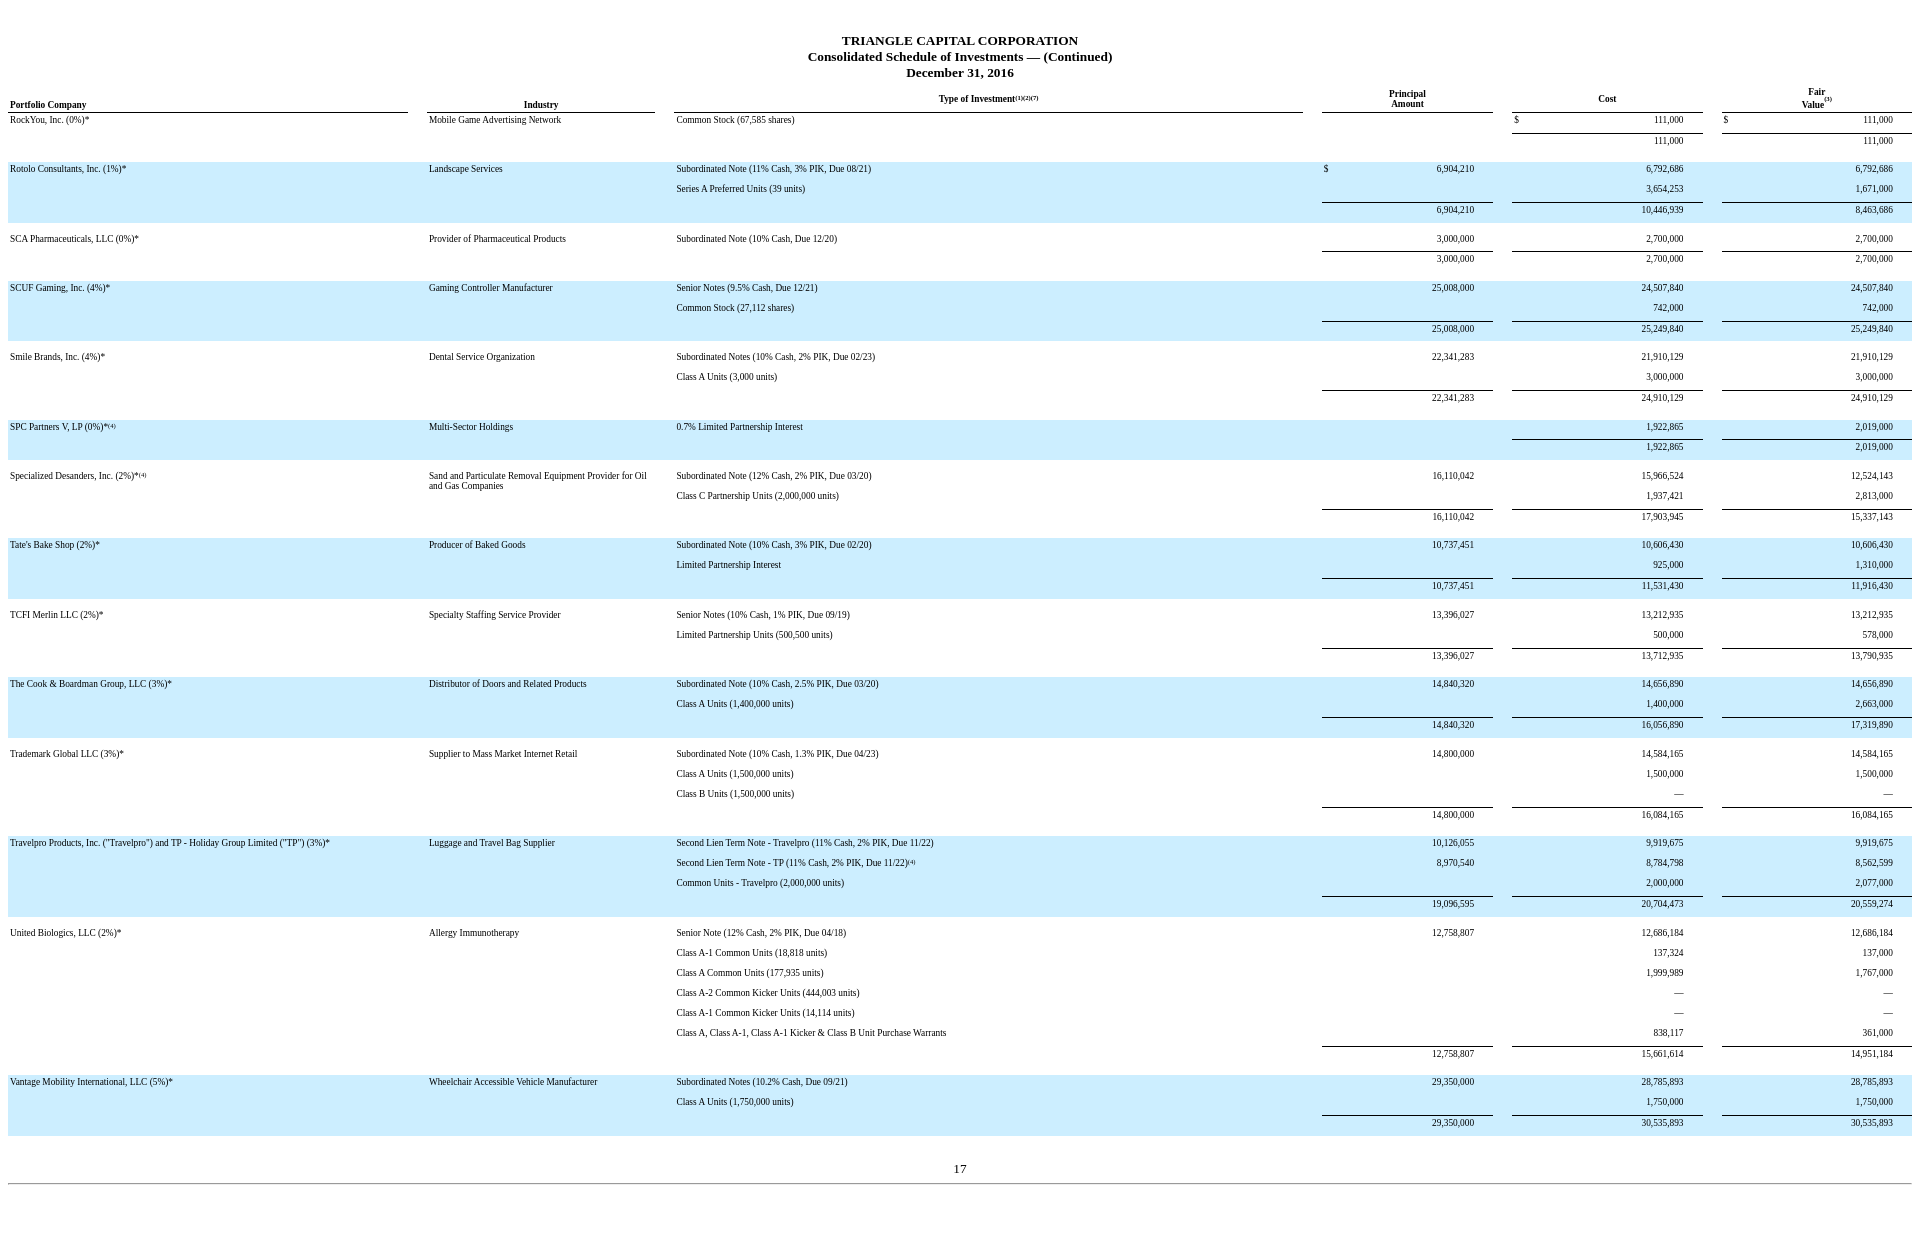 TRIANGLE CAPITAL CORPORATION
Consolidated Schedule of Investments — (Continued)
December 31, 2016
Portfolio Company Industry Type of Investment(1)(2)(7) Principal Amount Cost Fair Value(3)
RockYou, Inc. (0%)* Mobile Game Advertising Network Common Stock (67,585 shares) $ 111,000 $ 111,000
111,000 111,000
Rotolo Consultants, Inc. (1%)* Landscape Services Subordinated Note (11% Cash, 3% PIK, Due 08/21) $ 6,904,210 6,792,686 6,792,686
Series A Preferred Units (39 units) 3,654,253 1,671,000
6,904,210 10,446,939 8,463,686
SCA Pharmaceuticals, LLC (0%)* Provider of Pharmaceutical Products Subordinated Note (10% Cash, Due 12/20) 3,000,000 2,700,000 2,700,000
3,000,000 2,700,000 2,700,000
SCUF Gaming, Inc. (4%)* Gaming Controller Manufacturer Senior Notes (9.5% Cash, Due 12/21) 25,008,000 24,507,840 24,507,840
Common Stock (27,112 shares) 742,000 742,000
25,008,000 25,249,840 25,249,840
Smile Brands, Inc. (4%)* Dental Service Organization Subordinated Notes (10% Cash, 2% PIK, Due 02/23) 22,341,283 21,910,129 21,910,129
Class A Units (3,000 units) 3,000,000 3,000,000
22,341,283 24,910,129 24,910,129
SPC Partners V, LP (0%)*(4) Multi-Sector Holdings 0.7% Limited Partnership Interest 1,922,865 2,019,000
1,922,865 2,019,000
Specialized Desanders, Inc. (2%)*(4) Sand and Particulate Removal Equipment Provider for Oil and Gas Companies Subordinated Note (12% Cash, 2% PIK, Due 03/20) 16,110,042 15,966,524 12,524,143
Class C Partnership Units (2,000,000 units) 1,937,421 2,813,000
16,110,042 17,903,945 15,337,143
Tate's Bake Shop (2%)* Producer of Baked Goods Subordinated Note (10% Cash, 3% PIK, Due 02/20) 10,737,451 10,606,430 10,606,430
Limited Partnership Interest 925,000 1,310,000
10,737,451 11,531,430 11,916,430
TCFI Merlin LLC (2%)* Specialty Staffing Service Provider Senior Notes (10% Cash, 1% PIK, Due 09/19) 13,396,027 13,212,935 13,212,935
Limited Partnership Units (500,500 units) 500,000 578,000
13,396,027 13,712,935 13,790,935
The Cook & Boardman Group, LLC (3%)* Distributor of Doors and Related Products Subordinated Note (10% Cash, 2.5% PIK, Due 03/20) 14,840,320 14,656,890 14,656,890
Class A Units (1,400,000 units) 1,400,000 2,663,000
14,840,320 16,056,890 17,319,890
Trademark Global LLC (3%)* Supplier to Mass Market Internet Retail Subordinated Note (10% Cash, 1.3% PIK, Due 04/23) 14,800,000 14,584,165 14,584,165
Class A Units (1,500,000 units) 1,500,000 1,500,000
Class B Units (1,500,000 units) — —
14,800,000 16,084,165 16,084,165
Travelpro Products, Inc. ("Travelpro") and TP - Holiday Group Limited ("TP") (3%)* Luggage and Travel Bag Supplier Second Lien Term Note - Travelpro (11% Cash, 2% PIK, Due 11/22) 10,126,055 9,919,675 9,919,675
Second Lien Term Note - TP (11% Cash, 2% PIK, Due 11/22)(4) 8,970,540 8,784,798 8,562,599
Common Units - Travelpro (2,000,000 units) 2,000,000 2,077,000
19,096,595 20,704,473 20,559,274
United Biologics, LLC (2%)* Allergy Immunotherapy Senior Note (12% Cash, 2% PIK, Due 04/18) 12,758,807 12,686,184 12,686,184
Class A-1 Common Units (18,818 units) 137,324 137,000
Class A Common Units (177,935 units) 1,999,989 1,767,000
Class A-2 Common Kicker Units (444,003 units) — —
Class A-1 Common Kicker Units (14,114 units) — —
Class A, Class A-1, Class A-1 Kicker & Class B Unit Purchase Warrants 838,117 361,000
12,758,807 15,661,614 14,951,184
Vantage Mobility International, LLC (5%)* Wheelchair Accessible Vehicle Manufacturer Subordinated Notes (10.2% Cash, Due 09/21) 29,350,000 28,785,893 28,785,893
Class A Units (1,750,000 units) 1,750,000 1,750,000
29,350,000 30,535,893 30,535,893
17